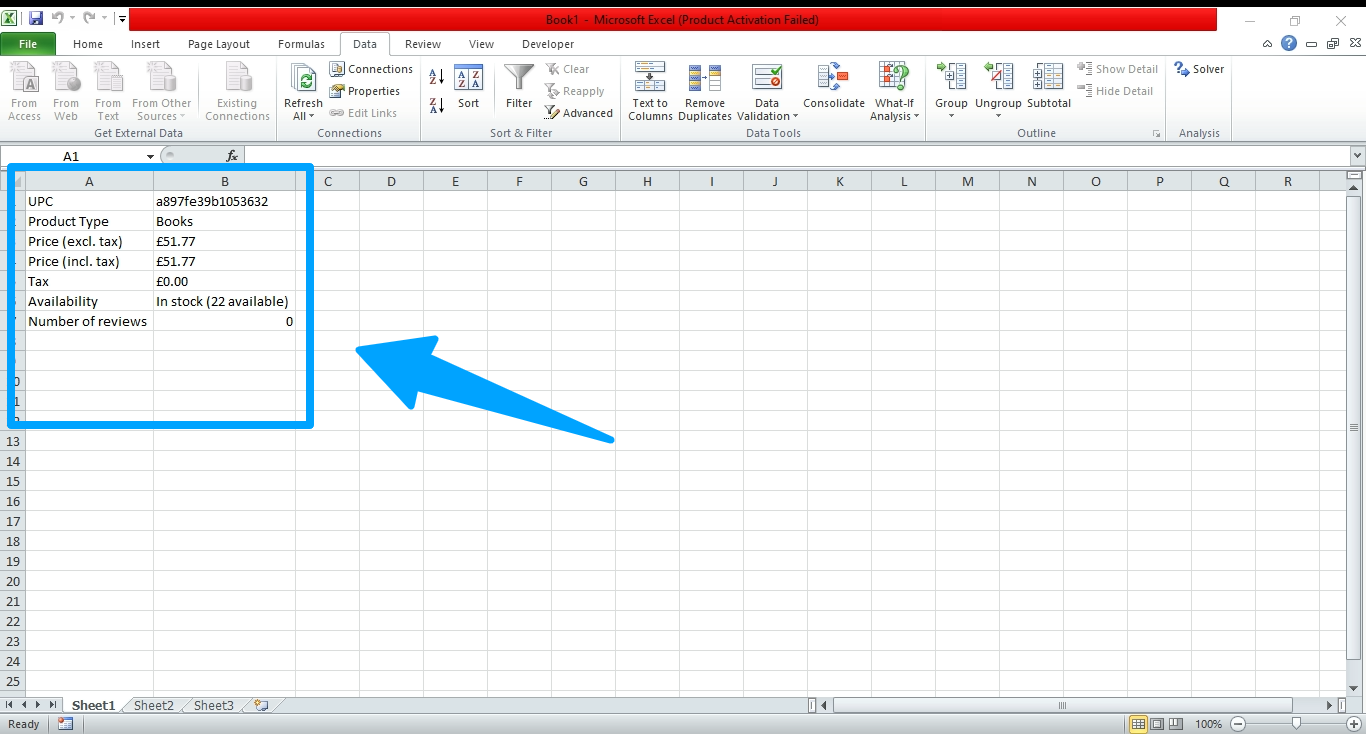 Book1 - Microsoft Excel (Product Activation Failed)
File Home Insert Page Layout Formulas Data Review View Developer
From Access
From Web
From Text
From Other Sources
Existing Connections
Get External Data
Refresh All
Connections
Properties
Edit Links
Connections
Sort
Filter
Clear
Reapply
Advanced
Sort & Filter
Text to Columns
Remove Duplicates
Data Validation
Consolidate
What-If Analysis
Data Tools
Group
Ungroup
Subtotal
Show Detail
Hide Detail
Outline
Solver
Analysis
A1 fx
A B C D E F G H I J K L M N O P Q R
UPC a897fe39b1053632
Product Type Books
Price (excl. tax) £51.77
Price (incl. tax) £51.77
Tax £0.00
Availability In stock (22 available)
Number of reviews 0
13
14
15
16
17
18
19
20
21
22
23
24
25
Sheet1 Sheet2 Sheet3
Ready 100%